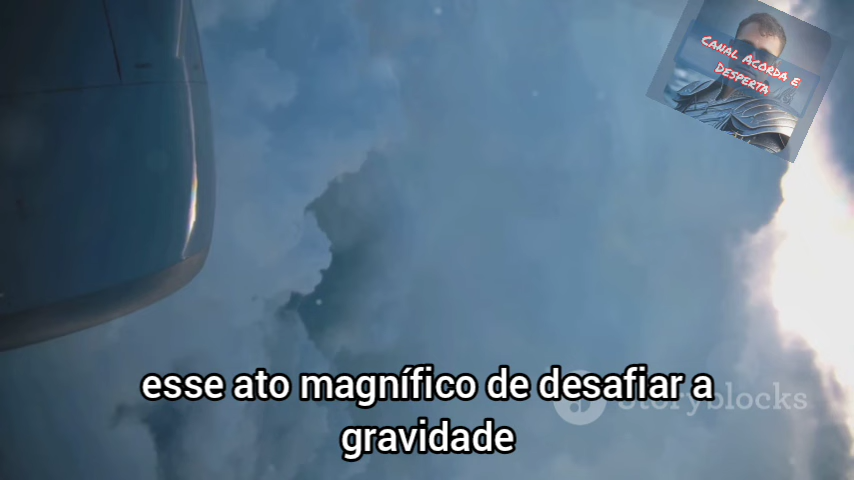 CANAL ACORDA E
DESPERTA
esse ato magnífico de desafiar a
Storyblocks
gravidade